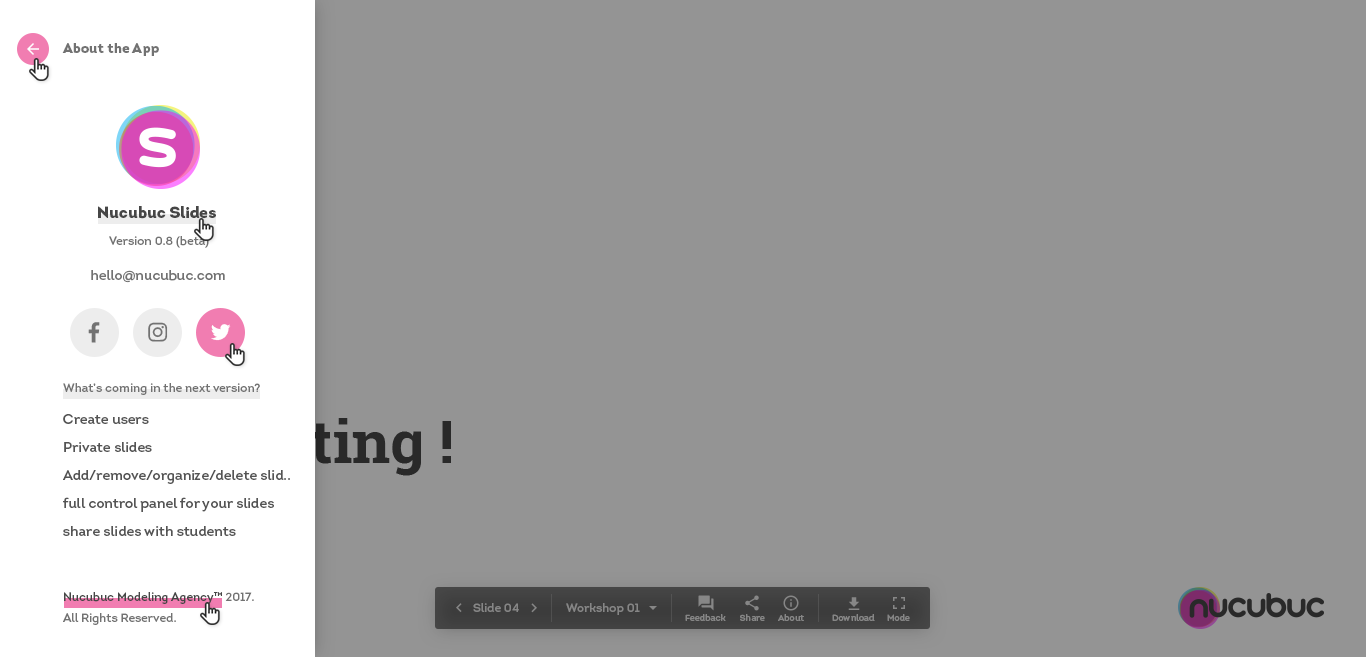 About the App
S
Nucubuc Slides
Version 0.8 (beta)
hello@nucubuc.com
What's coming in the next version?
Create users
Private slides
Add/remove/organize/delete slid..
full control panel for your slides
share slides with students
Nucubuc Modeling Agency™ 2017.
All Rights Reserved.
ting !
Slide 04
Workshop 01
Feedback
Share
About
Download
Mode
nucubuc